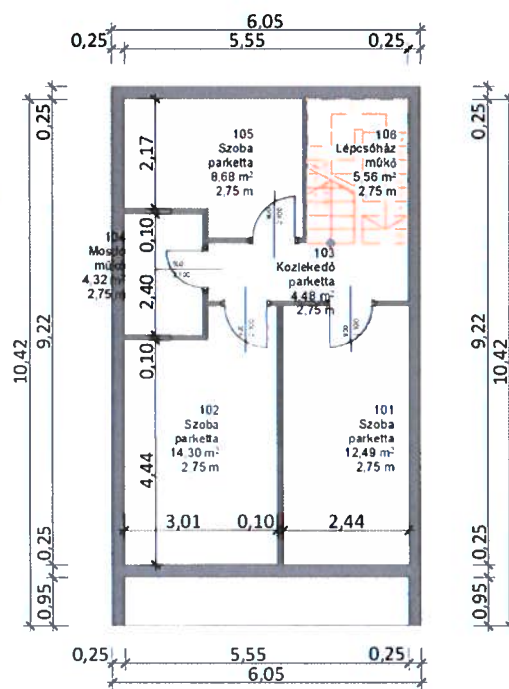 6,05
0,25 5,55 0,25
105
Szoba
parketta
8,68 m²
2,75 m
106
Lépcsőház
műkő
5,56 m²
2,75 m
104
Mosdó
műkő
4,32 m²
2,75 m
103
Közlekedő
parketta
4,48 m²
2,75 m
102
Szoba
parketta
14,30 m²
2,75 m
101
Szoba
parketta
12,49 m²
2,75 m
3,01 0,10 2,44
0,25
2,17
0,10
2,40
0,10
4,44
0,25
0,95
9,22
10,42
0,25
9,22
0,25
0,95
10,42
0,25 5,55 0,25
6,05